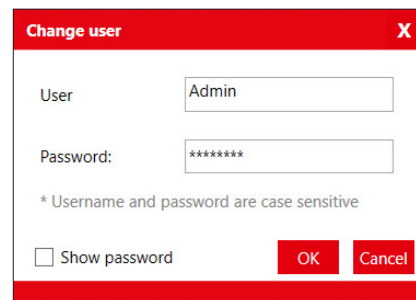 Change user X
User Admin
Password: ********
* Username and password are case sensitive
Show password OK Cancel